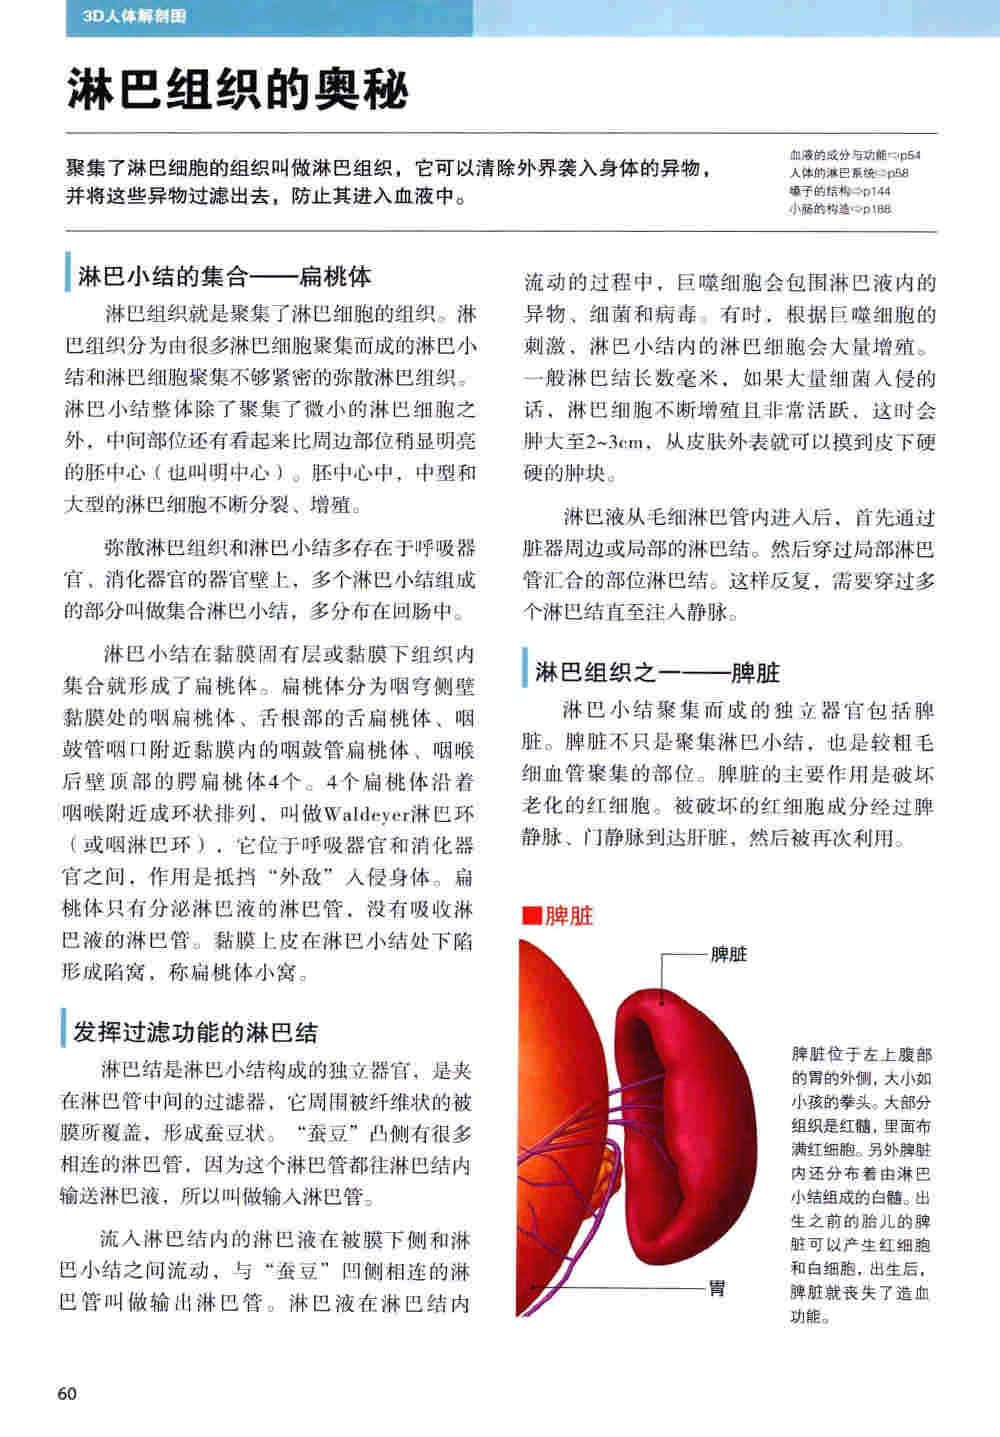 3D人体解剖图
淋巴组织的奥秘
聚集了淋巴细胞的组织叫做淋巴组织，它可以清除外界袭入身体的异物，
并将这些异物过滤出去，防止其进入血液中。
血液的成分与功能⇨p54
人体的淋巴系统⇨p58
嗓子的结构⇨p144
小肠的构造⇨p188
淋巴小结的集合——扁桃体
淋巴组织就是聚集了淋巴细胞的组织。淋
巴组织分为由很多淋巴细胞聚集而成的淋巴小
结和淋巴细胞聚集不够紧密的弥散淋巴组织。
淋巴小结整体除了聚集了微小的淋巴细胞之
外，中间部位还有看起来比周边部位稍显明亮
的胚中心（也叫明中心）。胚中心中，中型和
大型的淋巴细胞不断分裂、增殖。
弥散淋巴组织和淋巴小结多存在于呼吸器
官、消化器官的器官壁上，多个淋巴小结组成
的部分叫做集合淋巴小结，多分布在回肠中。
淋巴小结在黏膜固有层或黏膜下组织内
集合就形成了扁桃体。扁桃体分为咽穹侧壁
黏膜处的咽扁桃体、舌根部的舌扁桃体、咽
鼓管咽口附近黏膜内的咽鼓管扁桃体、咽喉
后壁顶部的腭扁桃体4个。4个扁桃体沿着
咽喉附近成环状排列，叫做Waldeyer淋巴环
（或咽淋巴环），它位于呼吸器官和消化器
官之间，作用是抵挡“外敌”入侵身体。扁
桃体只有分泌淋巴液的淋巴管，没有吸收淋
巴液的淋巴管。黏膜上皮在淋巴小结处下陷
形成陷窝，称扁桃体小窝。
发挥过滤功能的淋巴结
淋巴结是淋巴小结构成的独立器官，是夹
在淋巴管中间的过滤器，它周围被纤维状的被
膜所覆盖，形成蚕豆状。“蚕豆”凸侧有很多
相连的淋巴管，因为这个淋巴管都往淋巴结内
输送淋巴液，所以叫做输入淋巴管。
流入淋巴结内的淋巴液在被膜下侧和淋
巴小结之间流动，与“蚕豆”凹侧相连的淋
巴管叫做输出淋巴管。淋巴液在淋巴结内
流动的过程中，巨噬细胞会包围淋巴液内的
异物、细菌和病毒。有时，根据巨噬细胞的
刺激，淋巴小结内的淋巴细胞会大量增殖。
一般淋巴结长数毫米，如果大量细菌入侵的
话，淋巴细胞不断增殖且非常活跃，这时会
肿大至2~3cm，从皮肤外表就可以摸到皮下硬
硬的肿块。
淋巴液从毛细淋巴管内进入后，首先通过
脏器周边或局部的淋巴结。然后穿过局部淋巴
管汇合的部位淋巴结。这样反复，需要穿过多
个淋巴结直至注入静脉。
淋巴组织之一——脾脏
淋巴小结聚集而成的独立器官包括脾
脏。脾脏不只是聚集淋巴小结，也是较粗毛
细血管聚集的部位。脾脏的主要作用是破坏
老化的红细胞。被破坏的红细胞成分经过脾
静脉、门静脉到达肝脏，然后被再次利用。
■脾脏
脾脏
胃
脾脏位于左上腹部
的胃的外侧，大小如
小孩的拳头。大部分
组织是红髓，里面布
满红细胞。另外脾脏
内还分布着由淋巴
小结组成的白髓。出
生之前的胎儿的脾
脏可以产生红细胞
和白细胞，出生后，
脾脏就丧失了造血
功能。
60